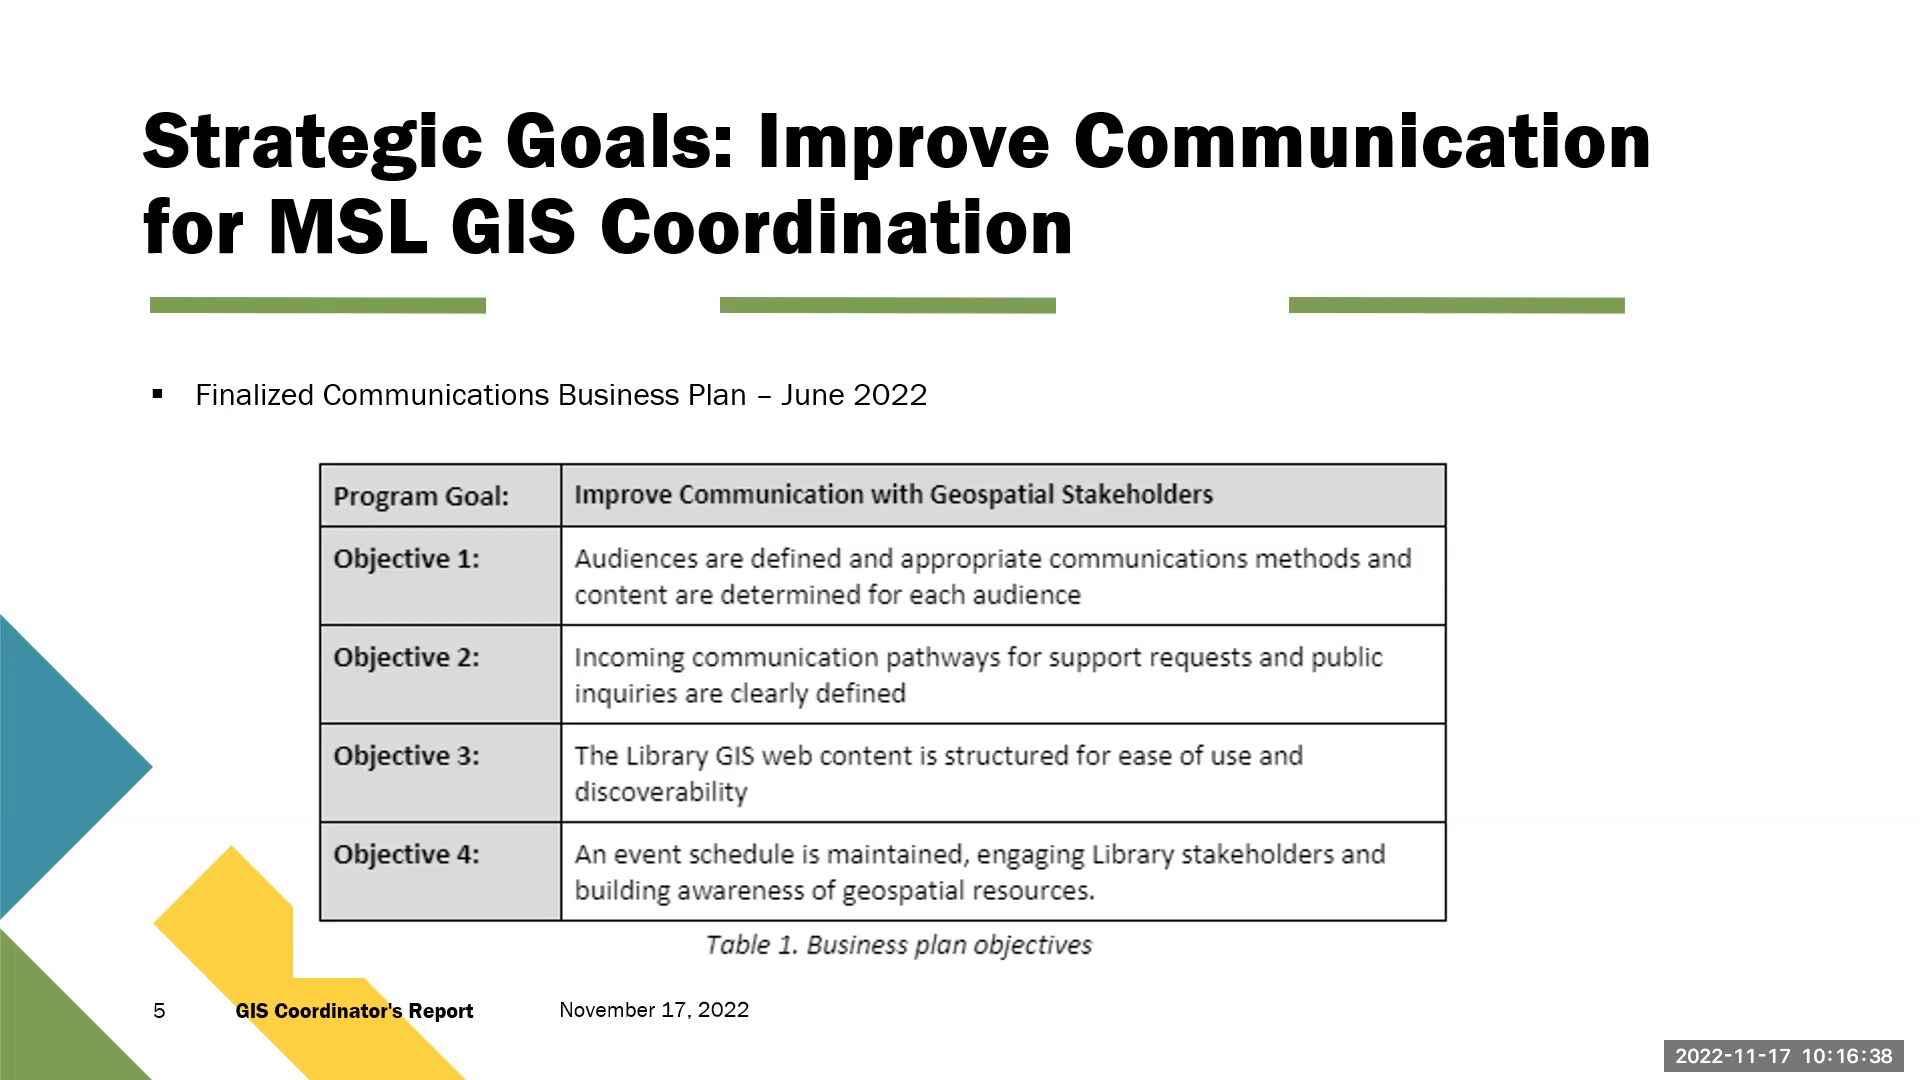 Strategic Goals: Improve Communication
for MSL GIS Coordination
▪ Finalized Communications Business Plan – June 2022
Program Goal: Improve Communication with Geospatial Stakeholders
Objective 1: Audiences are defined and appropriate communications methods and
content are determined for each audience
Objective 2: Incoming communication pathways for support requests and public
inquiries are clearly defined
Objective 3: The Library GIS web content is structured for ease of use and
discoverability
Objective 4: An event schedule is maintained, engaging Library stakeholders and
building awareness of geospatial resources.
Table 1. Business plan objectives
5 GIS Coordinator's Report November 17, 2022
2022-11-17 10:16:38